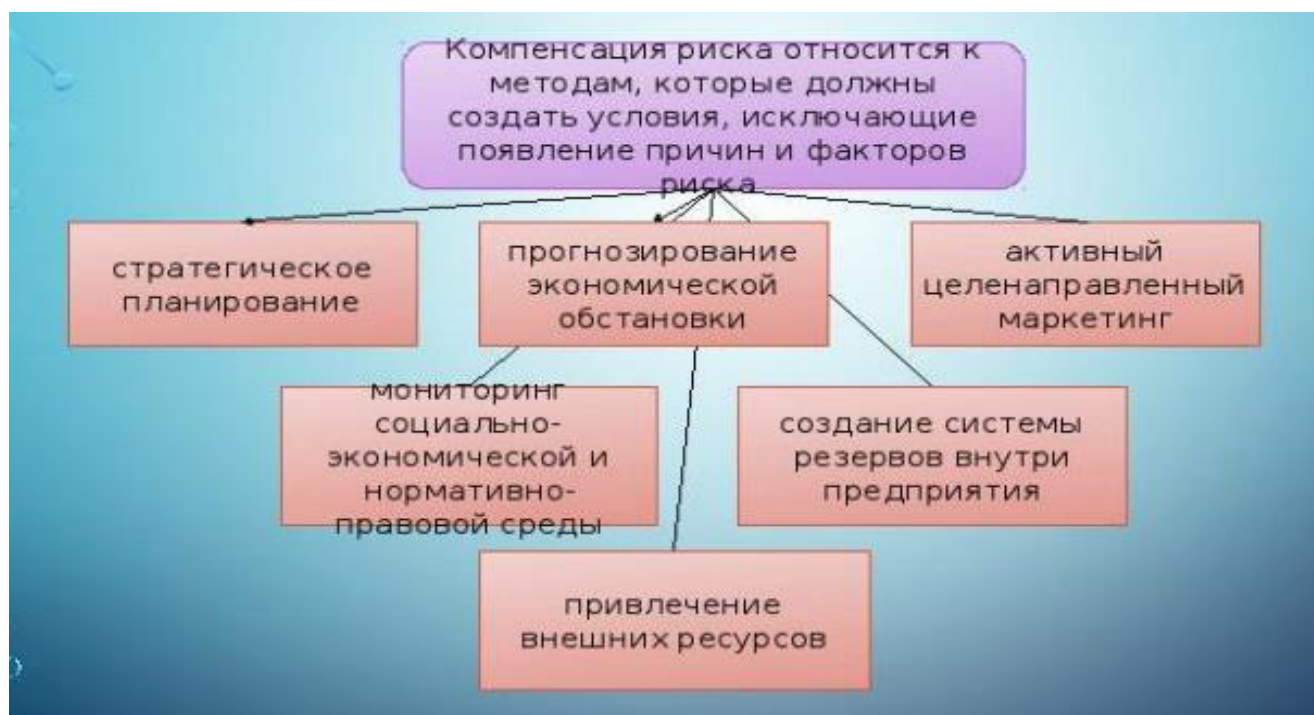 Компенсация риска относится к
методам, которые должны
создать условия, исключающие
появление причин и факторов
риска
стратегическое
планирование
прогнозирование
экономической
обстановки
активный
целенаправленный
маркетинг
мониторинг
социально-
экономической и
нормативно-
правовой среды
создание системы
резервов внутри
предприятия
привлечение
внешних ресурсов